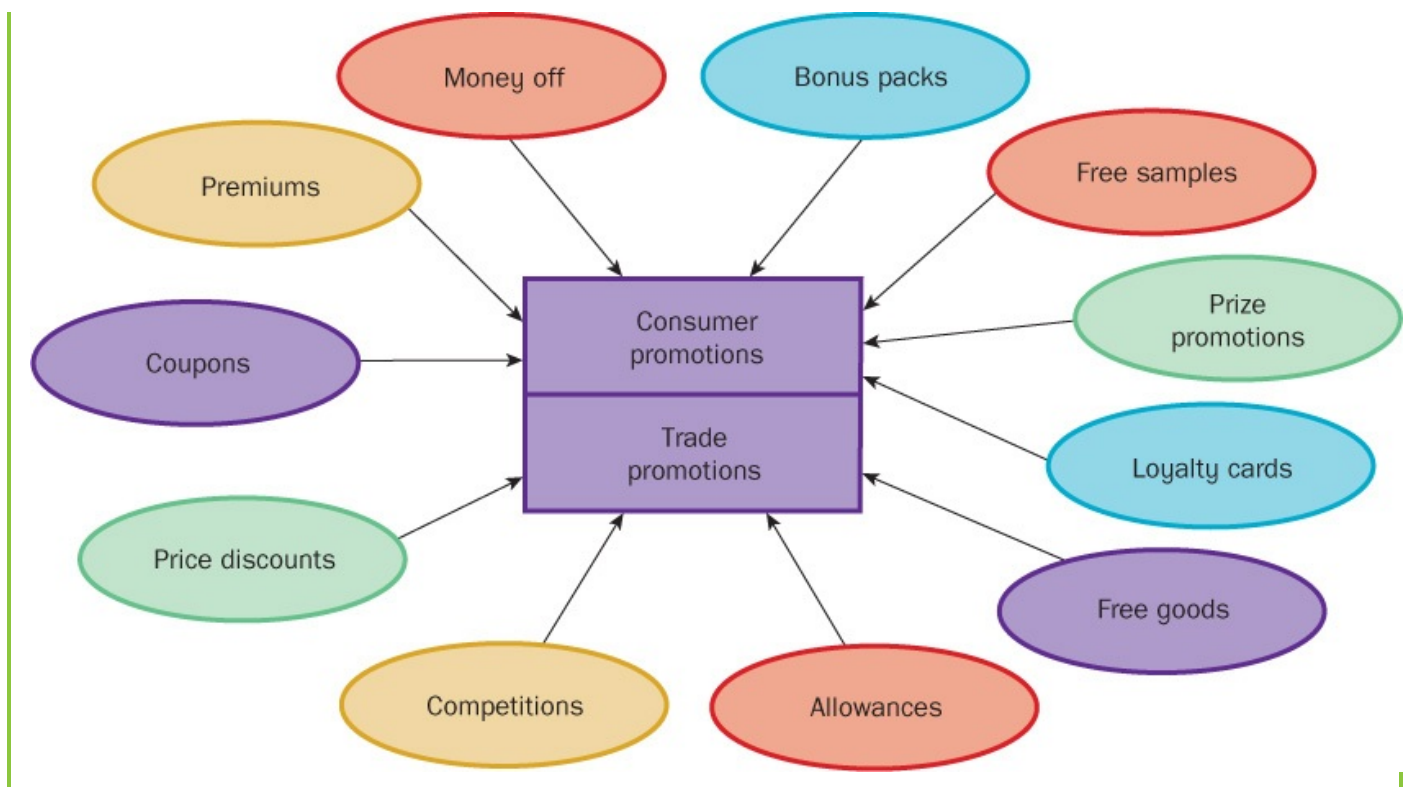 Money off
Bonus packs
Premiums
Free samples
Consumer
promotions
Prize
promotions
Coupons
Trade
promotions
Loyalty cards
Price discounts
Free goods
Competitions
Allowances